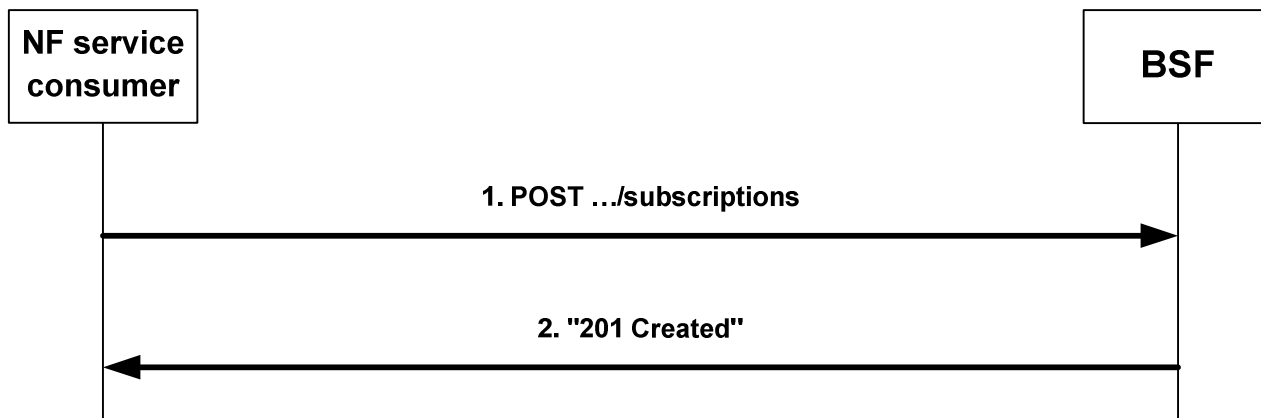 NF service
consumer
BSF
1. POST …/subscriptions
2. "201 Created"